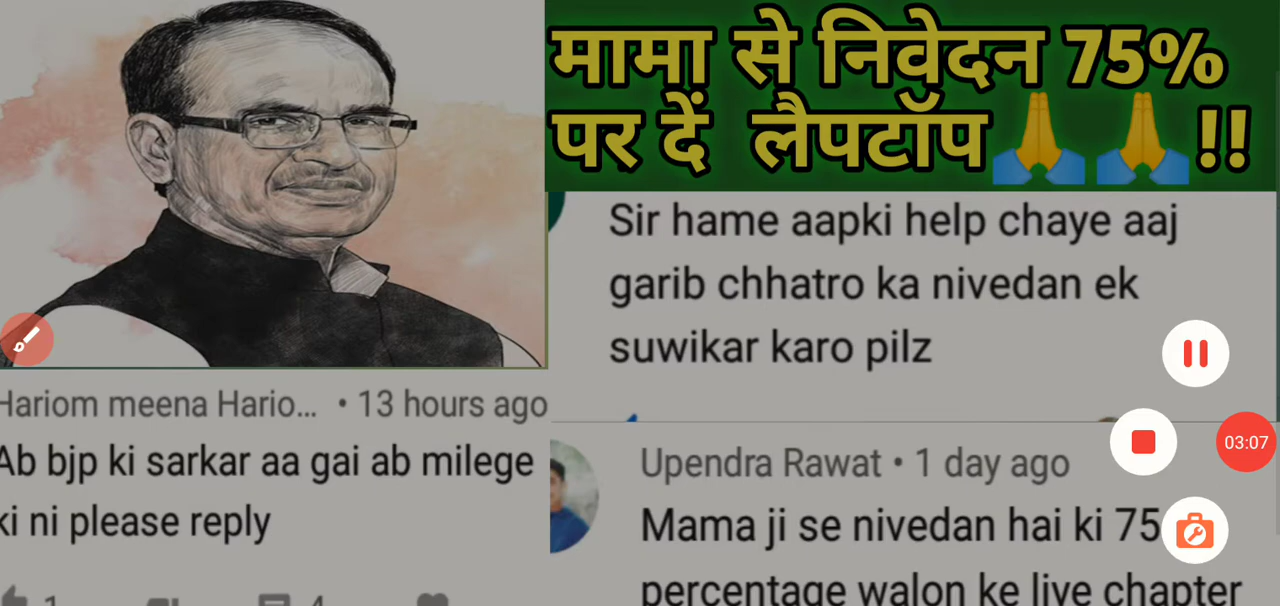 मामा से निवेदन 75%
पर दें लैपटॉप🙏🙏!!
Sir hame aapki help chaye aaj
garib chhatro ka nivedan ek
suwikar karo pilz
Hariom meena Hario... • 13 hours ago
Ab bjp ki sarkar aa gai ab milege
ki ni please reply
1 4
Upendra Rawat • 1 day ago
Mama ji se nivedan hai ki 75
percentage walon ke liye chapter
03:07